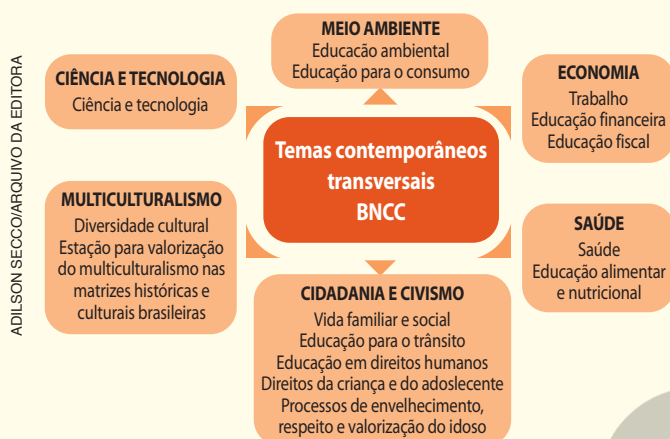 ADILSON SECCO/ARQUIVO DA EDITORA
MEIO AMBIENTE
Educacão ambiental
Educação para o consumo
CIÊNCIA E TECNOLOGIA
Ciência e tecnologia
ECONOMIA
Trabalho
Educação financeira
Educação fiscal
Temas contemporâneos
transversais
BNCC
MULTICULTURALISMO
Diversidade cultural
Estação para valorização
do multiculturalismo nas
matrizes históricas e
culturais brasileiras
SAÚDE
Saúde
Educação alimentar
e nutricional
CIDADANIA E CIVISMO
Vida familiar e social
Educação para o trânsito
Educação em direitos humanos
Direitos da criança e do adoslecente
Processos de envelhecimento,
respeito e valorização do idoso